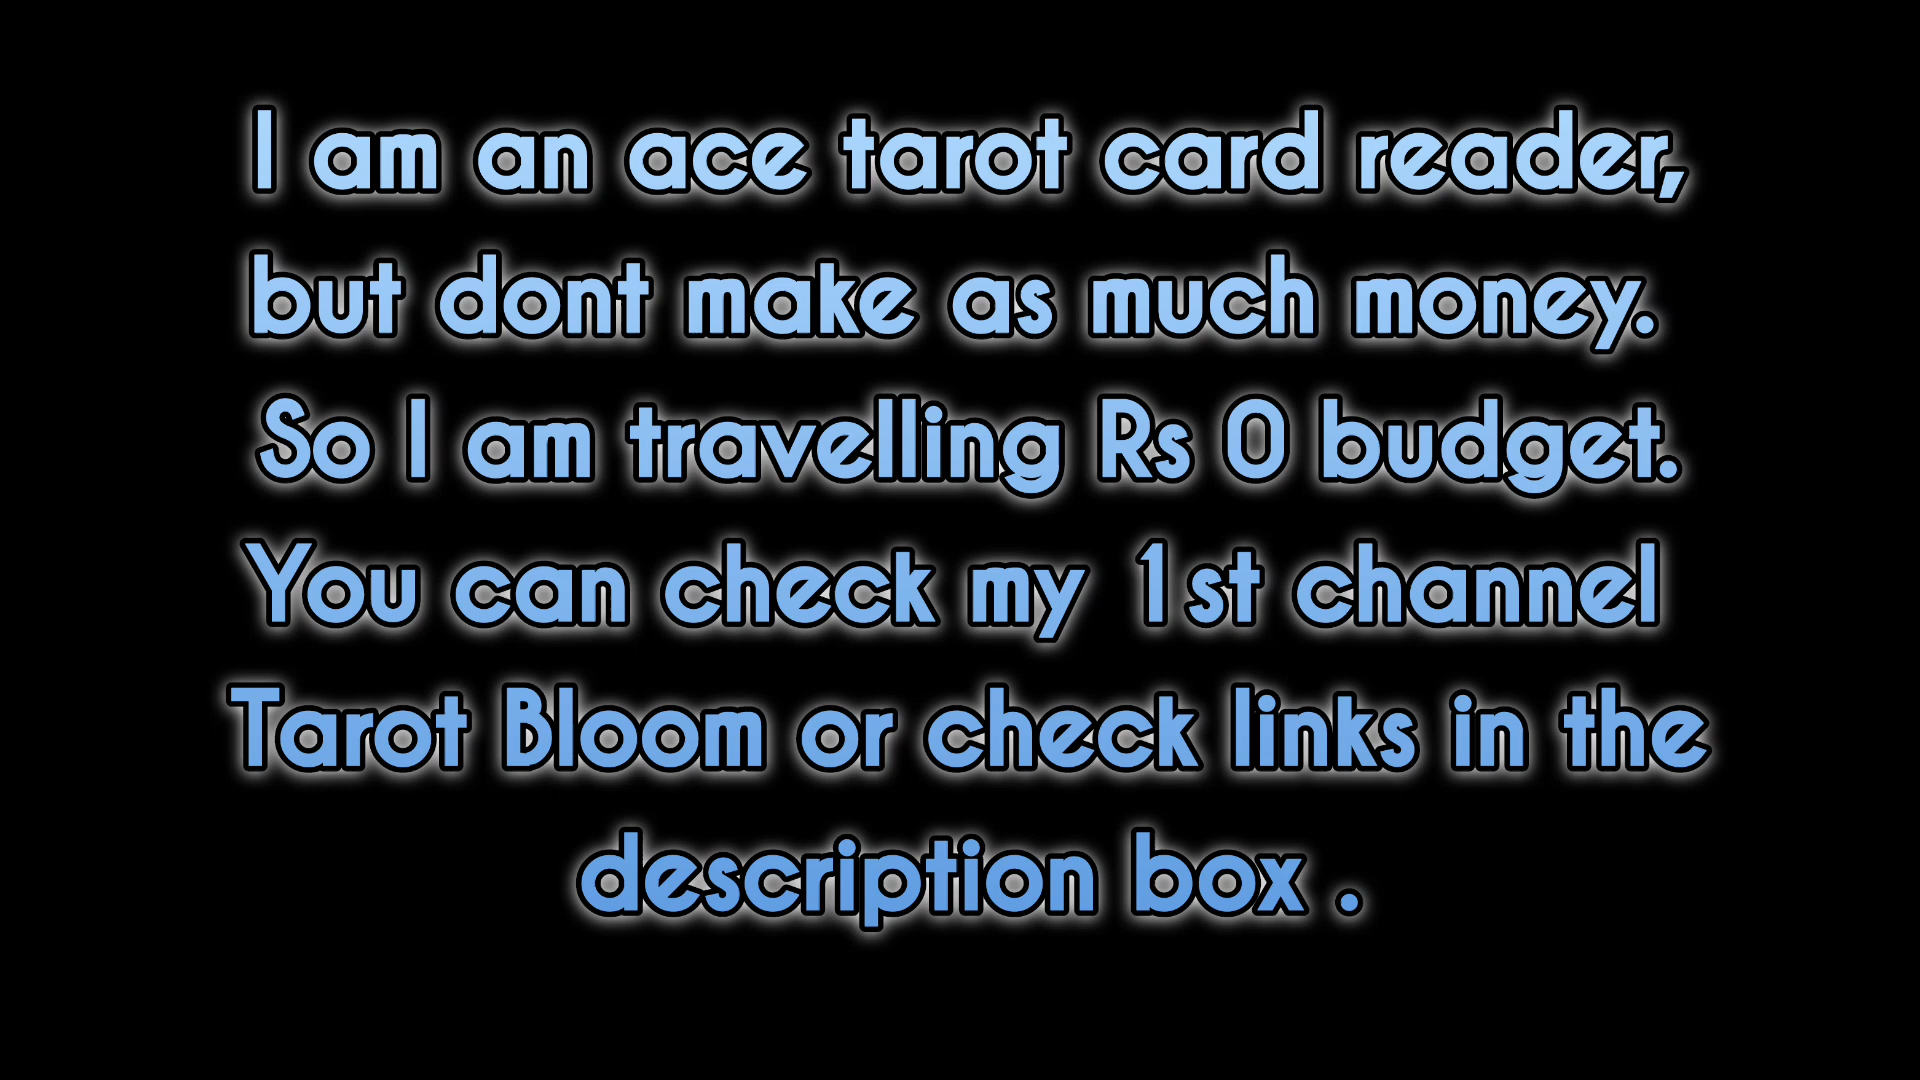 I am an ace tarot card reader,
but dont make as much money.
So I am travelling Rs 0 budget.
You can check my 1st channel
Tarot Bloom or check links in the
description box .